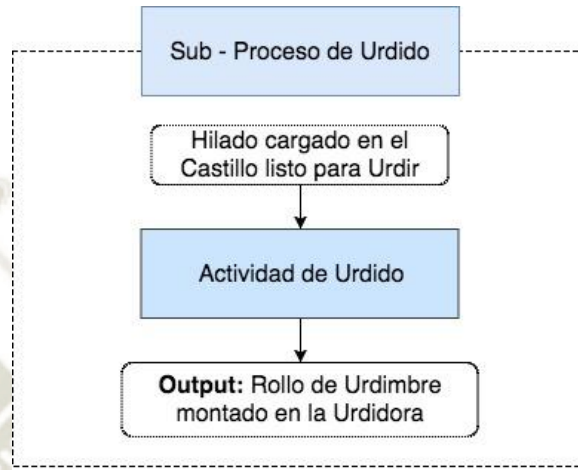 Sub - Proceso de Urdido
Hilado cargado en el
Castillo listo para Urdir
Actividad de Urdido
Output: Rollo de Urdimbre
montado en la Urdidora